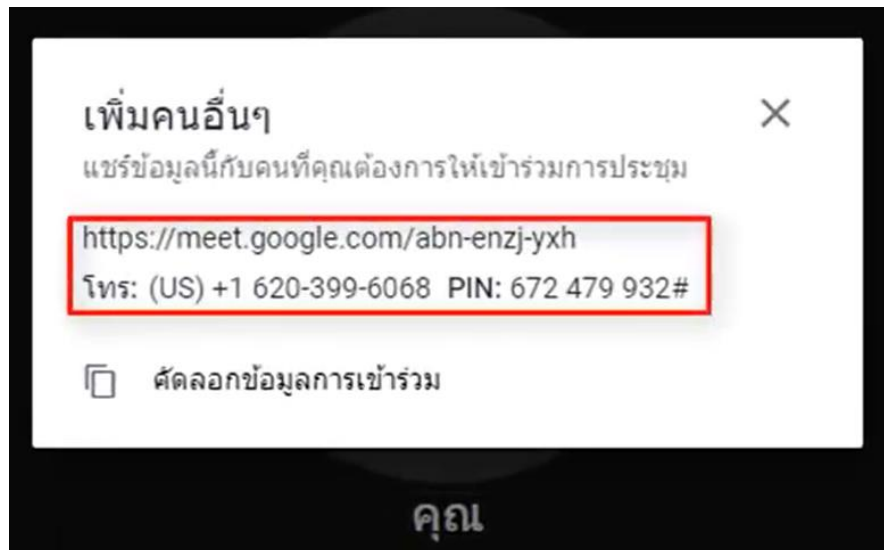 เพิ่มคนอื่นๆ
แชร์ข้อมูลนี้กับคนที่คุณต้องการให้เข้าร่วมการประชุม
https://meet.google.com/abn-enzj-yxh
โทร: (US) +1 620-399-6068 PIN: 672 479 932#
คัดลอกข้อมูลการเข้าร่วม
คุณ